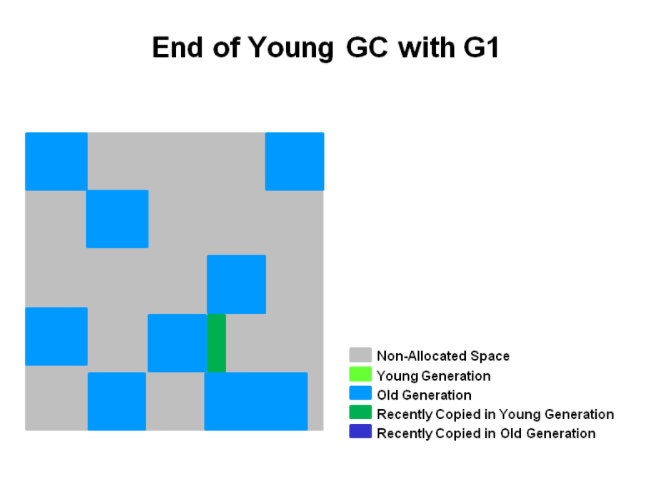 End of Young GC with G1
Non-Allocated Space
Young Generation
Old Generation
Recently Copied in Young Generation
Recently Copied in Old Generation